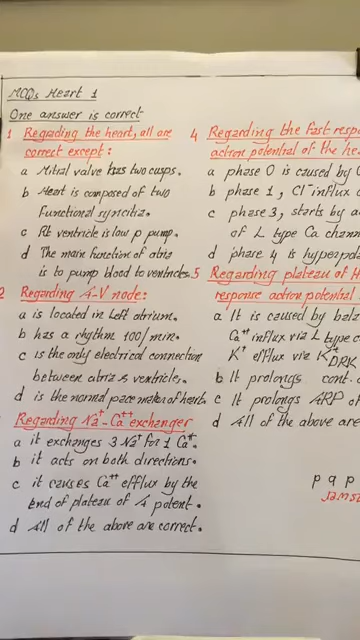 MCQs Heart 1
One answer is correct
1 Regarding the heart, all are
correct except:
a Mitral valve has two cusps.
b Heart is composed of two
Functional syncitia.
c Rt ventricle is low p pump.
d The main function of atria
is to pump blood to ventricles.
2 Regarding A-V node:
a is located in left atrium.
b has a rhythm 100/min.
c is the only electrical connection
between atria & ventricles.
d is the normal pace maker of heart.
Regarding Na+-Ca++ exchanger
a it exchanges 3 Na+ for 1 Ca++.
b it acts on both directions.
c it causes Ca++ efflux by the
end of plateau of A potent.
d All of the above are correct.
4 Regarding the fast resp
action potential of the hea
a phase 0 is caused by
b phase 1, Cl- influx
c phase 3, starts by a
of L type Ca chann
d phase 4 is hyperpola
5 Regarding plateau of
response action potential
a It is caused by bala
Ca++ influx via L type
K+ efflux via K+ DRK
b It prolongs cont.
c It prolongs ARP of
d All of the above are
p q p